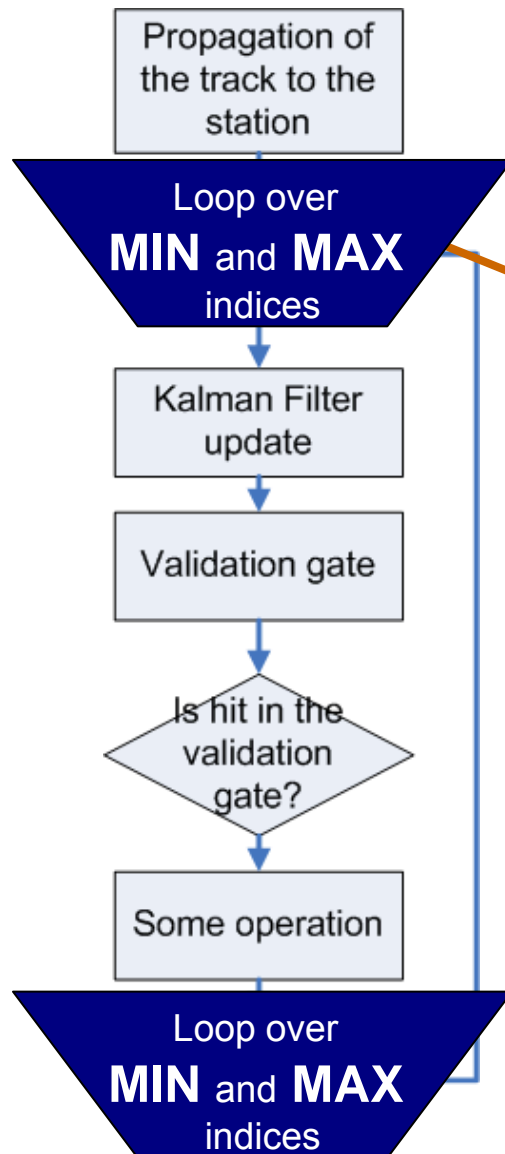 Propagation of
the track to the
station
Loop over
MIN and MAX
indices
Kalman Filter
update
Validation gate
Is hit in the
validation
gate?
Some operation
Loop over
MIN and MAX
indices